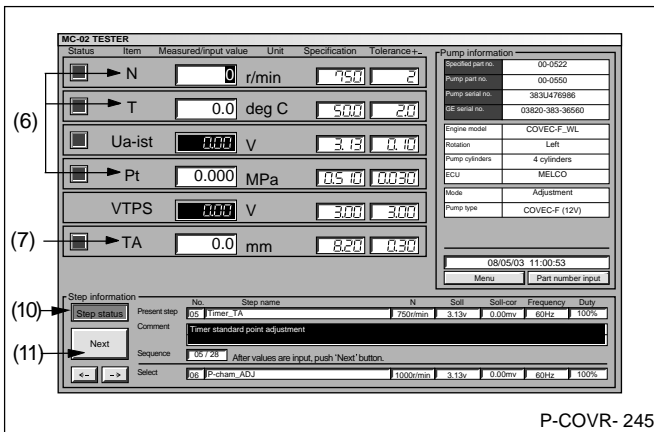 MC-02 TESTER
Status Item Measured/input value Unit Specification Tolerance+-
N 0 r/min 750 2
T 0.0 deg C 50.0 2.0
(6)
Ua-ist 0.00 V 3.13 0.10
Pt 0.000 MPa 0.510 0.030
VTPS 0.00 V 3.00 3.00
(7) TA 0.0 mm 8.20 0.30
Pump information
Specified part no. 00-0522
Pump part no. 00-0550
Pump serial no. 383U476986
GE serial no. 03820-383-36560
Engine model COVEC-F_WL
Rotation Left
Pump cylinders 4 cylinders
ECU MELCO
Mode Adjustment
Pump type COVEC-F (12V)
08/05/03 11:00:53
Menu Part number input
Step information
No. Step name N Soll Soll-cor Frequency Duty
(10) Step status Present step 05 Timer_TA 750r/min 3.13v 0.00mv 60Hz 100%
Comment Timer standard point adjustment
(11) Next
Sequence 05 / 28 After values are input, push 'Next' button.
<- -> Select 06 P-cham_ADJ 1000r/min 3.13v 0.00mv 60Hz 100%
P-COVR- 245